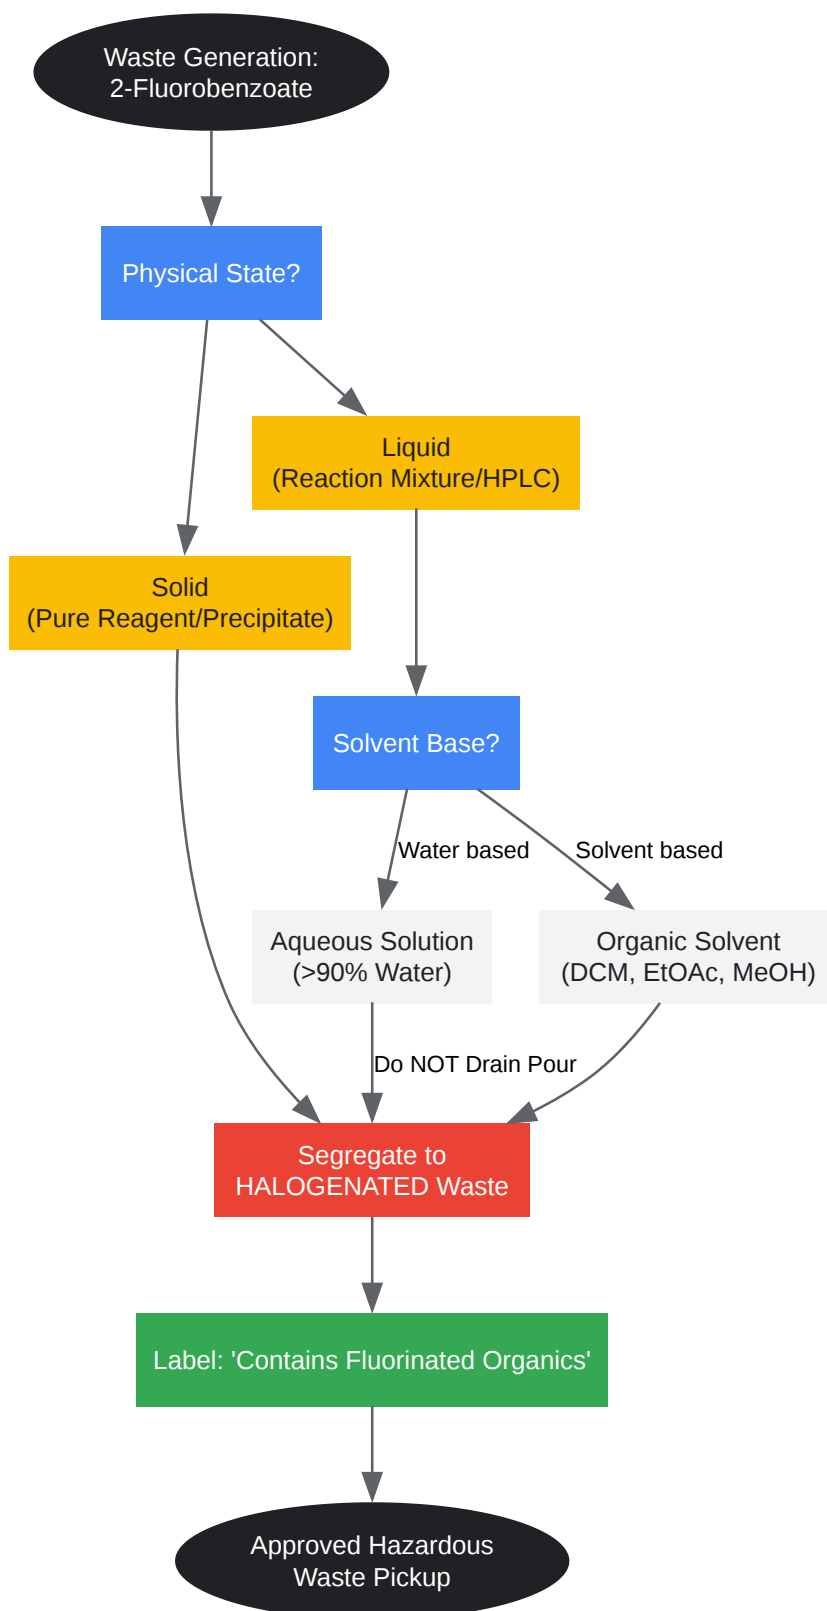 Waste Generation:
2-Fluorobenzoate
Physical State?
Liquid
(Reaction Mixture/HPLC)
Solid
(Pure Reagent/Precipitate)
Solvent Base?
Water based
Solvent based
Aqueous Solution
(>90% Water)
Organic Solvent
(DCM, EtOAc, MeOH)
Do NOT Drain Pour
Segregate to
HALOGENATED Waste
Label: 'Contains Fluorinated Organics'
Approved Hazardous
Waste Pickup